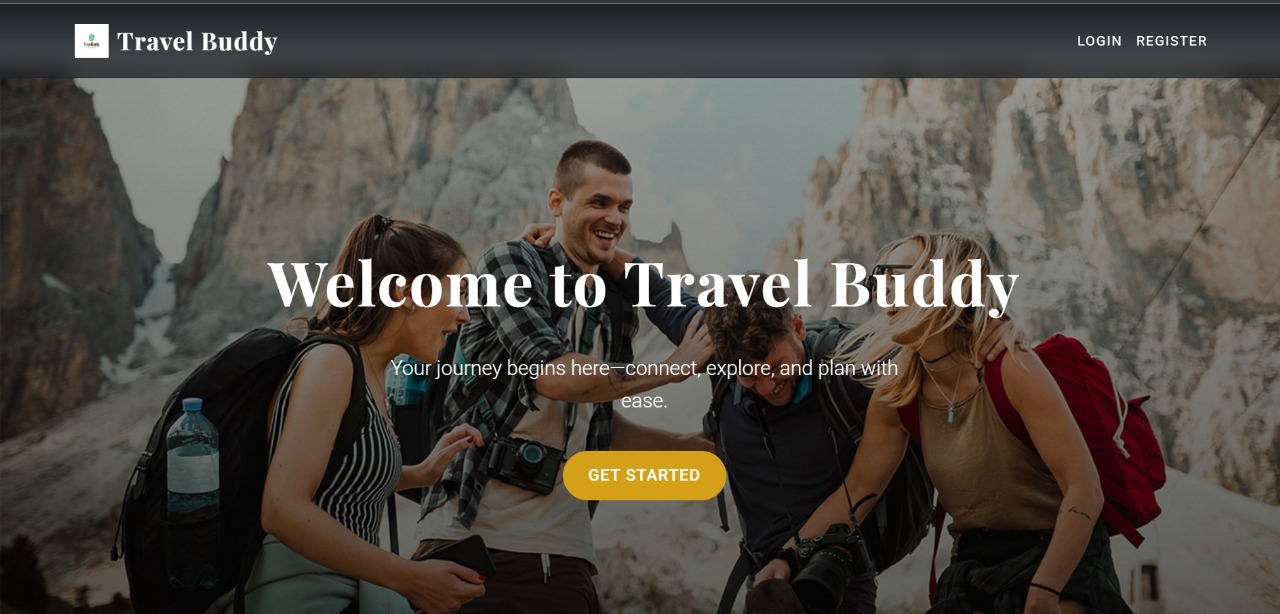 Travel Buddy
LOGIN REGISTER
Welcome to Travel Buddy
Your journey begins here—connect, explore, and plan with
ease.
GET STARTED